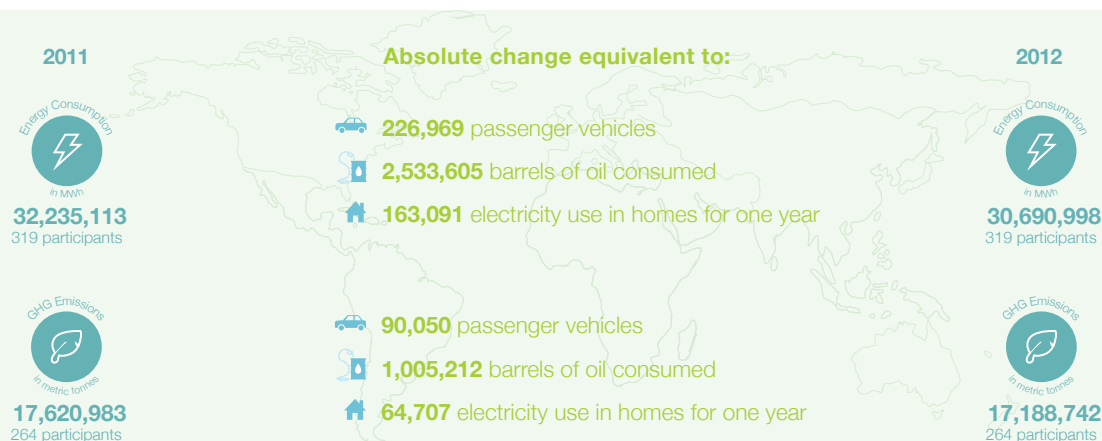 2011
Absolute change equivalent to:
2012
Energy Consumption
in MWh
32,235,113
319 participants
226,969 passenger vehicles
2,533,605 barrels of oil consumed
163,091 electricity use in homes for one year
Energy Consumption
in MWh
30,690,998
319 participants
GHG Emissions
in metric tonnes
17,620,983
264 participants
90,050 passenger vehicles
1,005,212 barrels of oil consumed
64,707 electricity use in homes for one year
GHG Emissions
in metric tonnes
17,188,742
264 participants